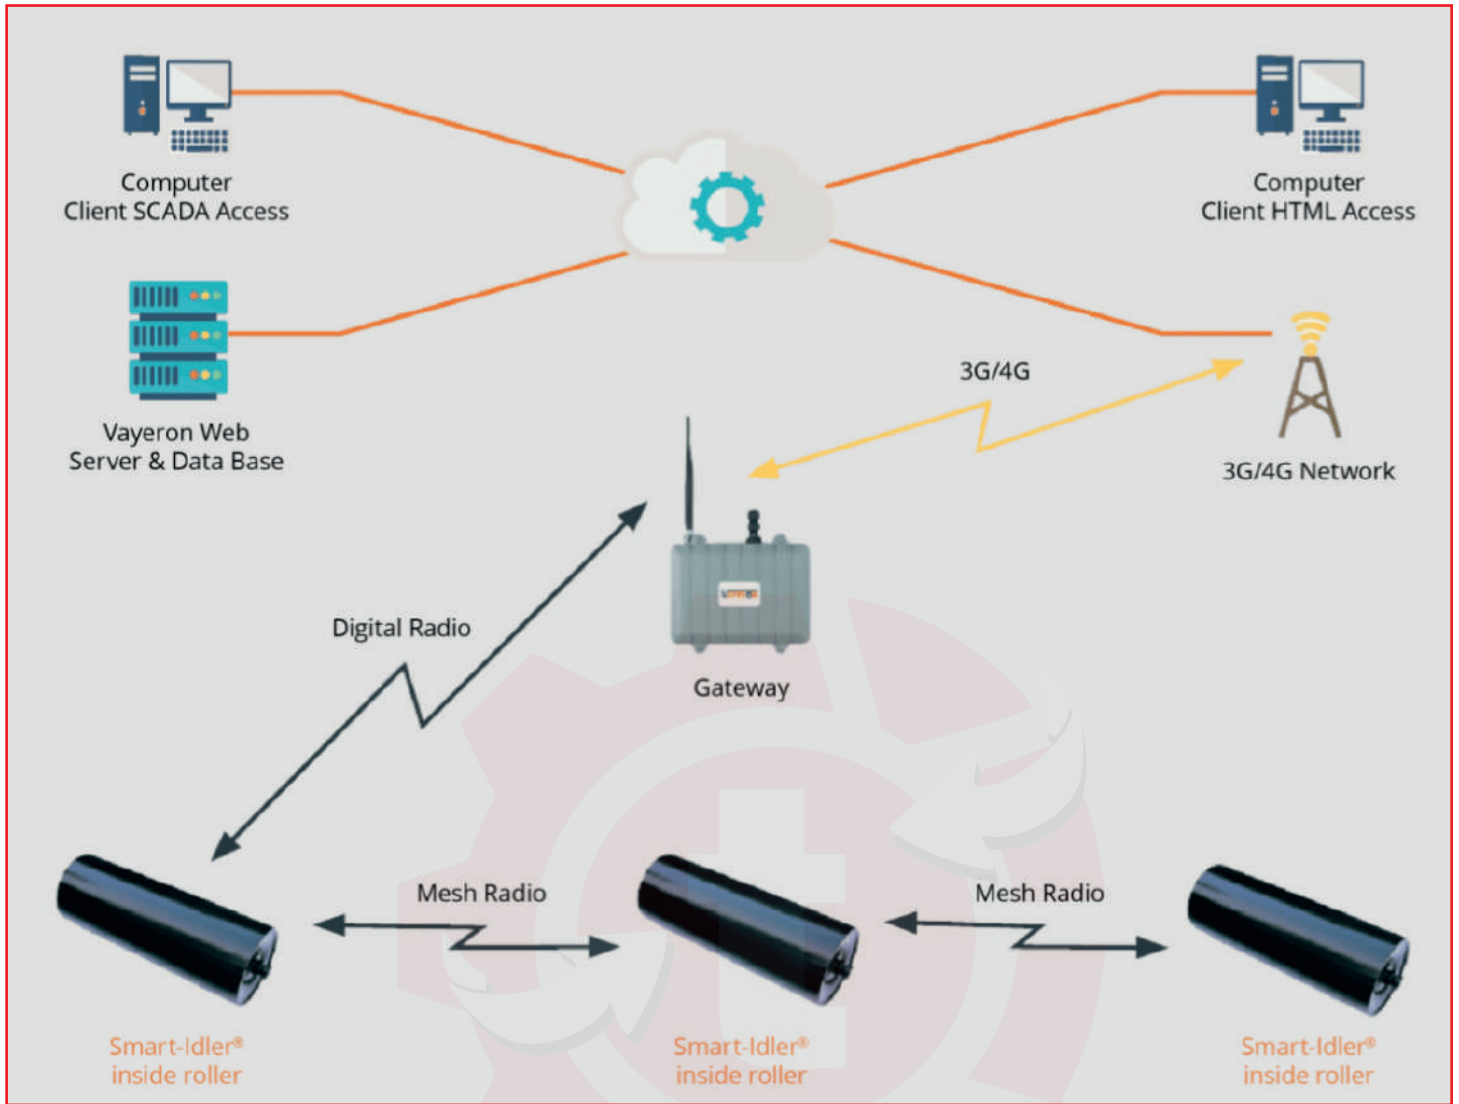 Computer
Client SCADA Access
Computer
Client HTML Access
Vayeron Web
Server & Data Base
3G/4G
3G/4G Network
Digital Radio
Gateway
Mesh Radio
Mesh Radio
Smart-Idler®
inside roller
Smart-Idler®
inside roller
Smart-Idler®
inside roller